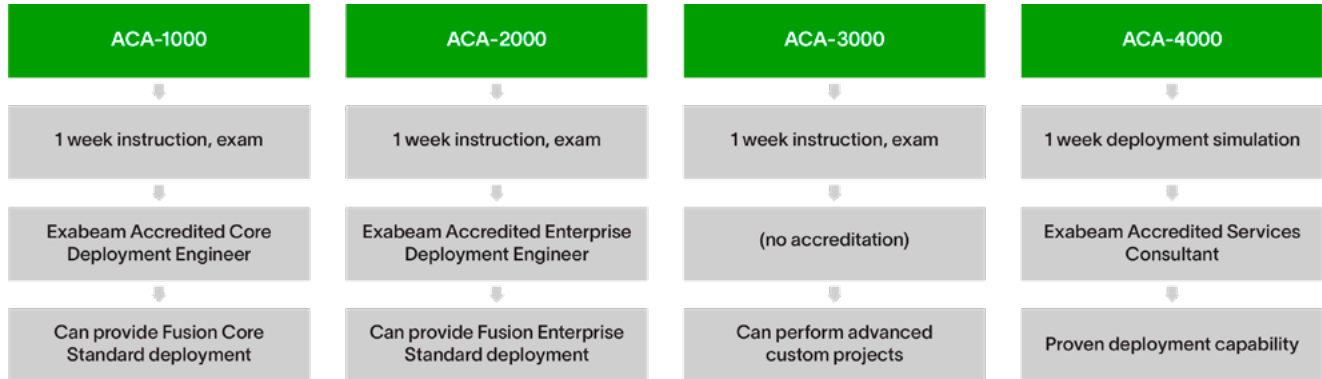 ACA-1000
ACA-2000
ACA-3000
ACA-4000
1 week instruction, exam
1 week instruction, exam
1 week instruction, exam
1 week deployment simulation
Exabeam Accredited Core
Deployment Engineer
Exabeam Accredited Enterprise
Deployment Engineer
(no accreditation)
Exabeam Accredited Services
Consultant
Can provide Fusion Core
Standard deployment
Can provide Fusion Enterprise
Standard deployment
Can perform advanced
custom projects
Proven deployment capability